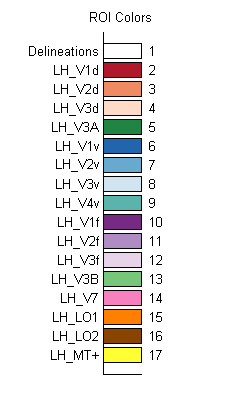 ROI Colors
Delineations 1
LH_V1d 2
LH_V2d 3
LH_V3d 4
LH_V3A 5
LH_V1v 6
LH_V2v 7
LH_V3v 8
LH_V4v 9
LH_V1f 10
LH_V2f 11
LH_V3f 12
LH_V3B 13
LH_V7 14
LH_LO1 15
LH_LO2 16
LH_MT+ 17